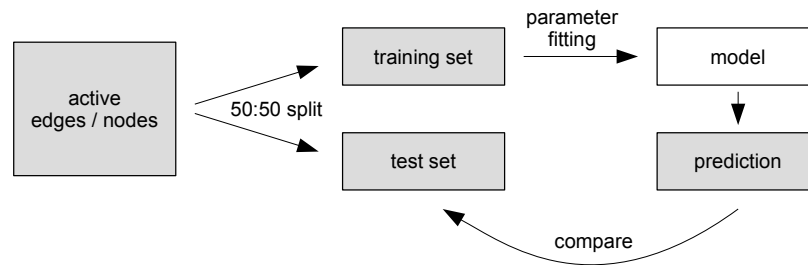 active
edges / nodes
50:50 split
training set
test set
parameter
fitting
model
prediction
compare